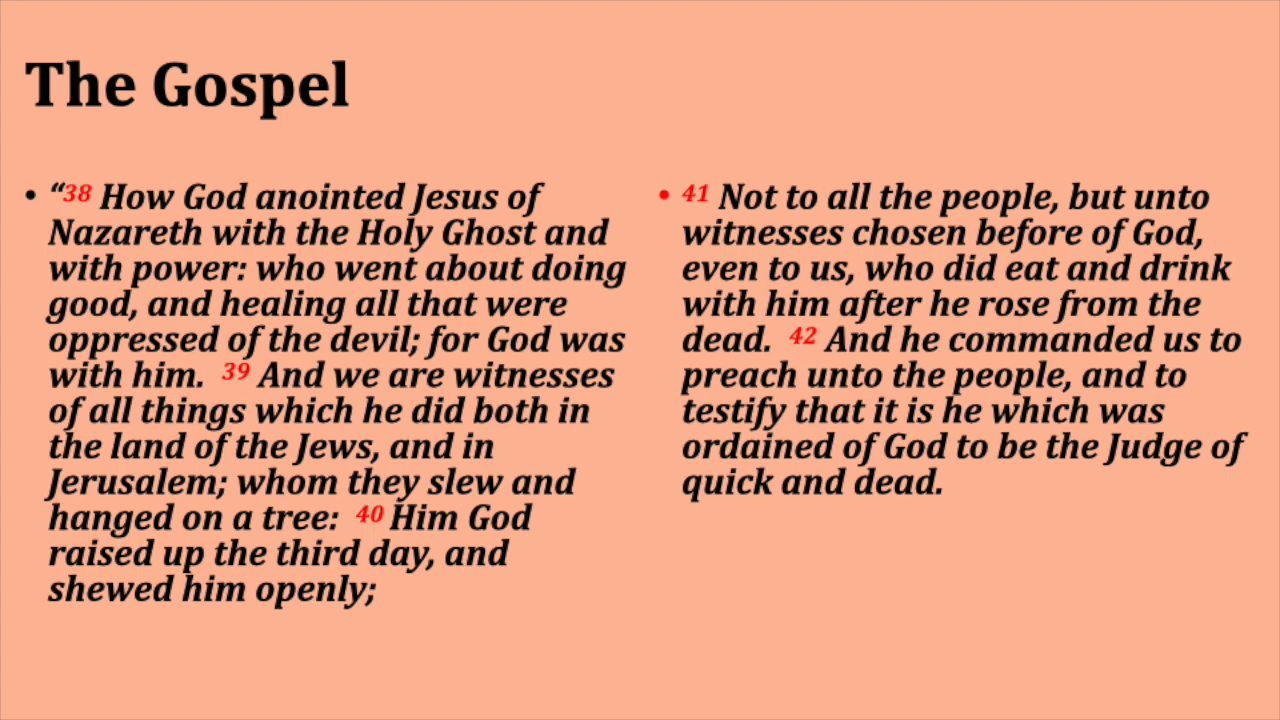 The Gospel
• “38 How God anointed Jesus of
Nazareth with the Holy Ghost and
with power: who went about doing
good, and healing all that were
oppressed of the devil; for God was
with him. 39 And we are witnesses
of all things which he did both in
the land of the Jews, and in
Jerusalem; whom they slew and
hanged on a tree: 40 Him God
raised up the third day, and
shewed him openly;
• 41 Not to all the people, but unto
witnesses chosen before of God,
even to us, who did eat and drink
with him after he rose from the
dead. 42 And he commanded us to
preach unto the people, and to
testify that it is he which was
ordained of God to be the Judge of
quick and dead.